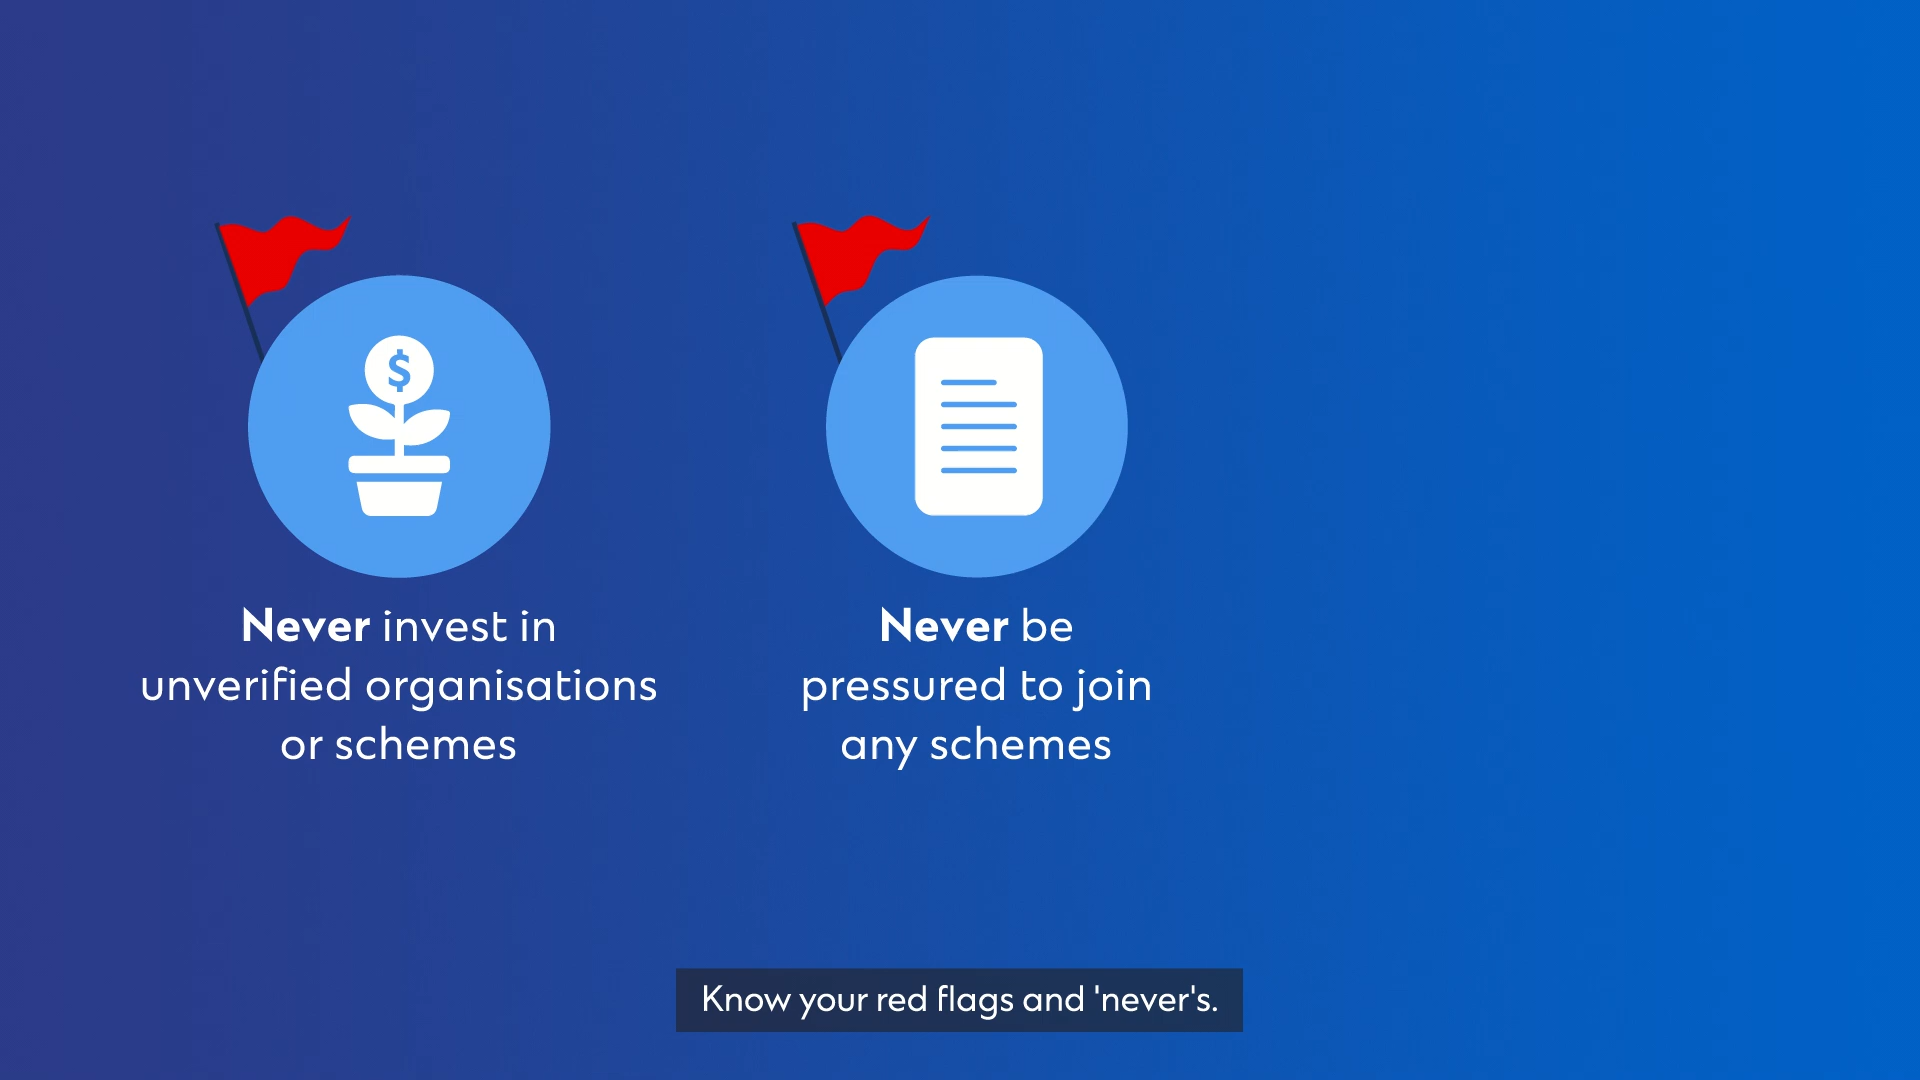 $
Never invest in
unverified organisations
or schemes
Never be
pressured to join
any schemes
Know your red flags and 'never's.